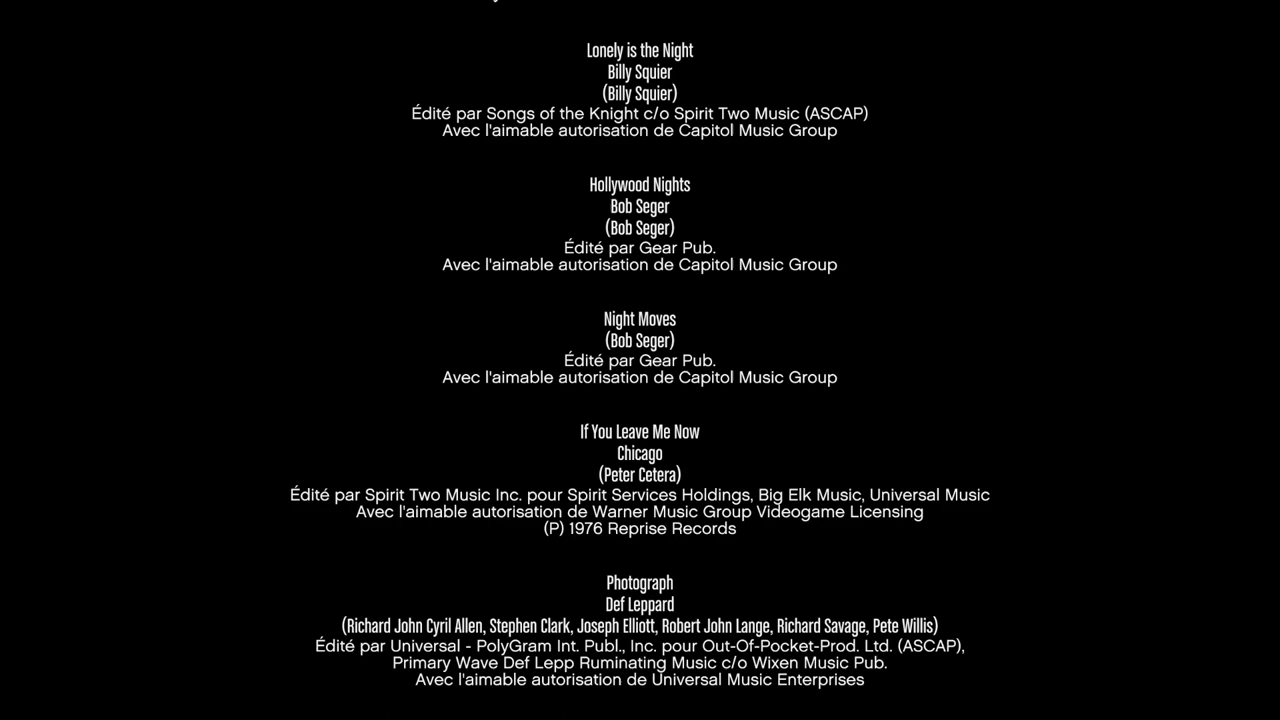 Lonely is the Night
Billy Squier
(Billy Squier)
Édité par Songs of the Knight c/o Spirit Two Music (ASCAP)
Avec l'aimable autorisation de Capitol Music Group
Hollywood Nights
Bob Seger
(Bob Seger)
Édité par Gear Pub.
Avec l'aimable autorisation de Capitol Music Group
Night Moves
(Bob Seger)
Édité par Gear Pub.
Avec l'aimable autorisation de Capitol Music Group
If You Leave Me Now
Chicago
(Peter Cetera)
Édité par Spirit Two Music Inc. pour Spirit Services Holdings, Big Elk Music, Universal Music
Avec l'aimable autorisation de Warner Music Group Videogame Licensing
(P) 1976 Reprise Records
Photograph
Def Leppard
(Richard John Cyril Allen, Stephen Clark, Joseph Elliott, Robert John Lange, Richard Savage, Pete Willis)
Édité par Universal - PolyGram Int. Publ., Inc. pour Out-Of-Pocket-Prod. Ltd. (ASCAP),
Primary Wave Def Lepp Ruminating Music c/o Wixen Music Pub.
Avec l'aimable autorisation de Universal Music Enterprises